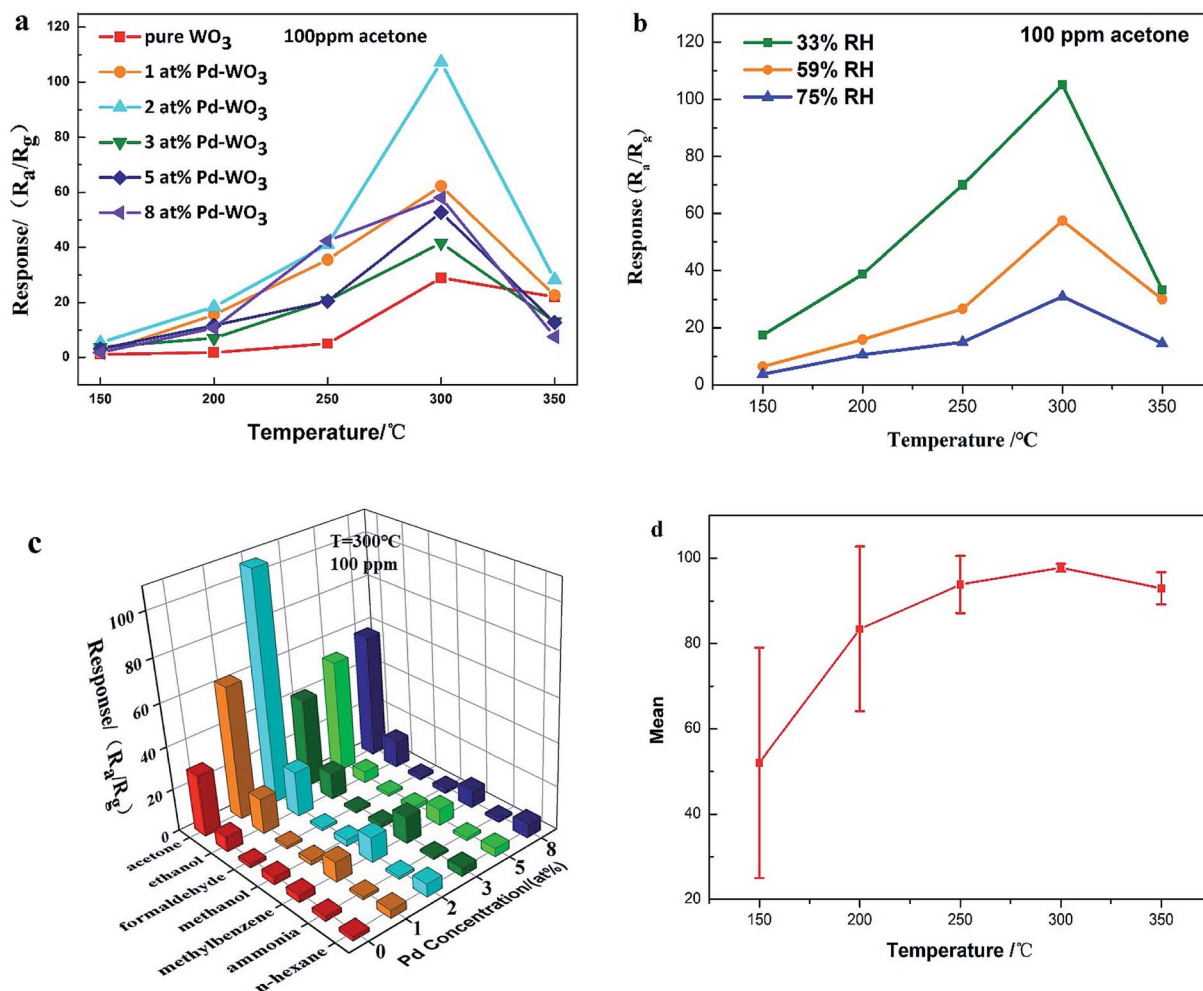 a
100ppm acetone
pure WO3
1 at% Pd-WO3
2 at% Pd-WO3
3 at% Pd-WO3
5 at% Pd-WO3
8 at% Pd-WO3
Response/（Ra/Rg）
120
100
80
60
40
20
0
150 200 250 300 350
Temperature/℃
b
100 ppm acetone
33% RH
59% RH
75% RH
Response（Ra/Rg）
120
100
80
60
40
20
0
150 200 250 300 350
Temperature /°C
c
T=300°C
100 ppm
Response/（Ra/Rg）
100
80
60
40
20
0
acetone
ethanol
formaldehyde
methanol
methylbenzene
ammonia
n-hexane
0 1 2 3 5 8
Pd Concentration/(at%)
d
Mean
100
80
60
40
20
150 200 250 300 350
Temperature /℃